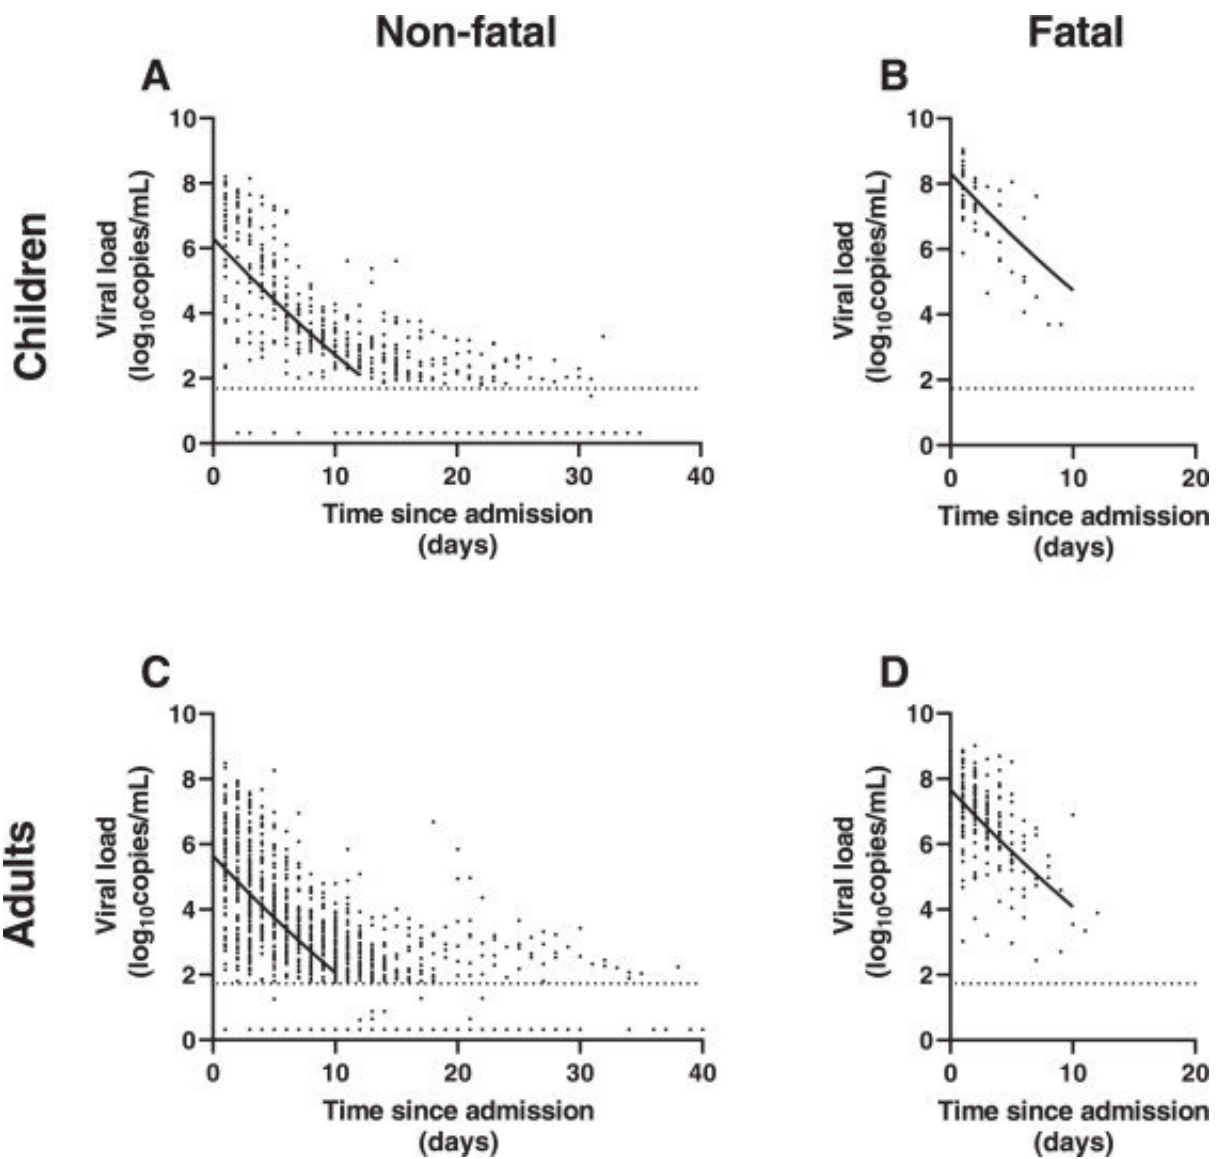 Non-fatal
Fatal
Children
A
Viral load
(log₁₀copies/mL)
10
8
6
4
2
0
0 10 20 30 40
Time since admission
(days)
B
Viral load
(log₁₀copies/mL)
10
8
6
4
2
0
0 10 20
Time since admission
(days)
Adults
C
Viral load
(log₁₀copies/mL)
10
8
6
4
2
0
0 10 20 30 40
Time since admission
(days)
D
Viral load
(log₁₀copies/mL)
10
8
6
4
2
0
0 10 20
Time since admission
(days)